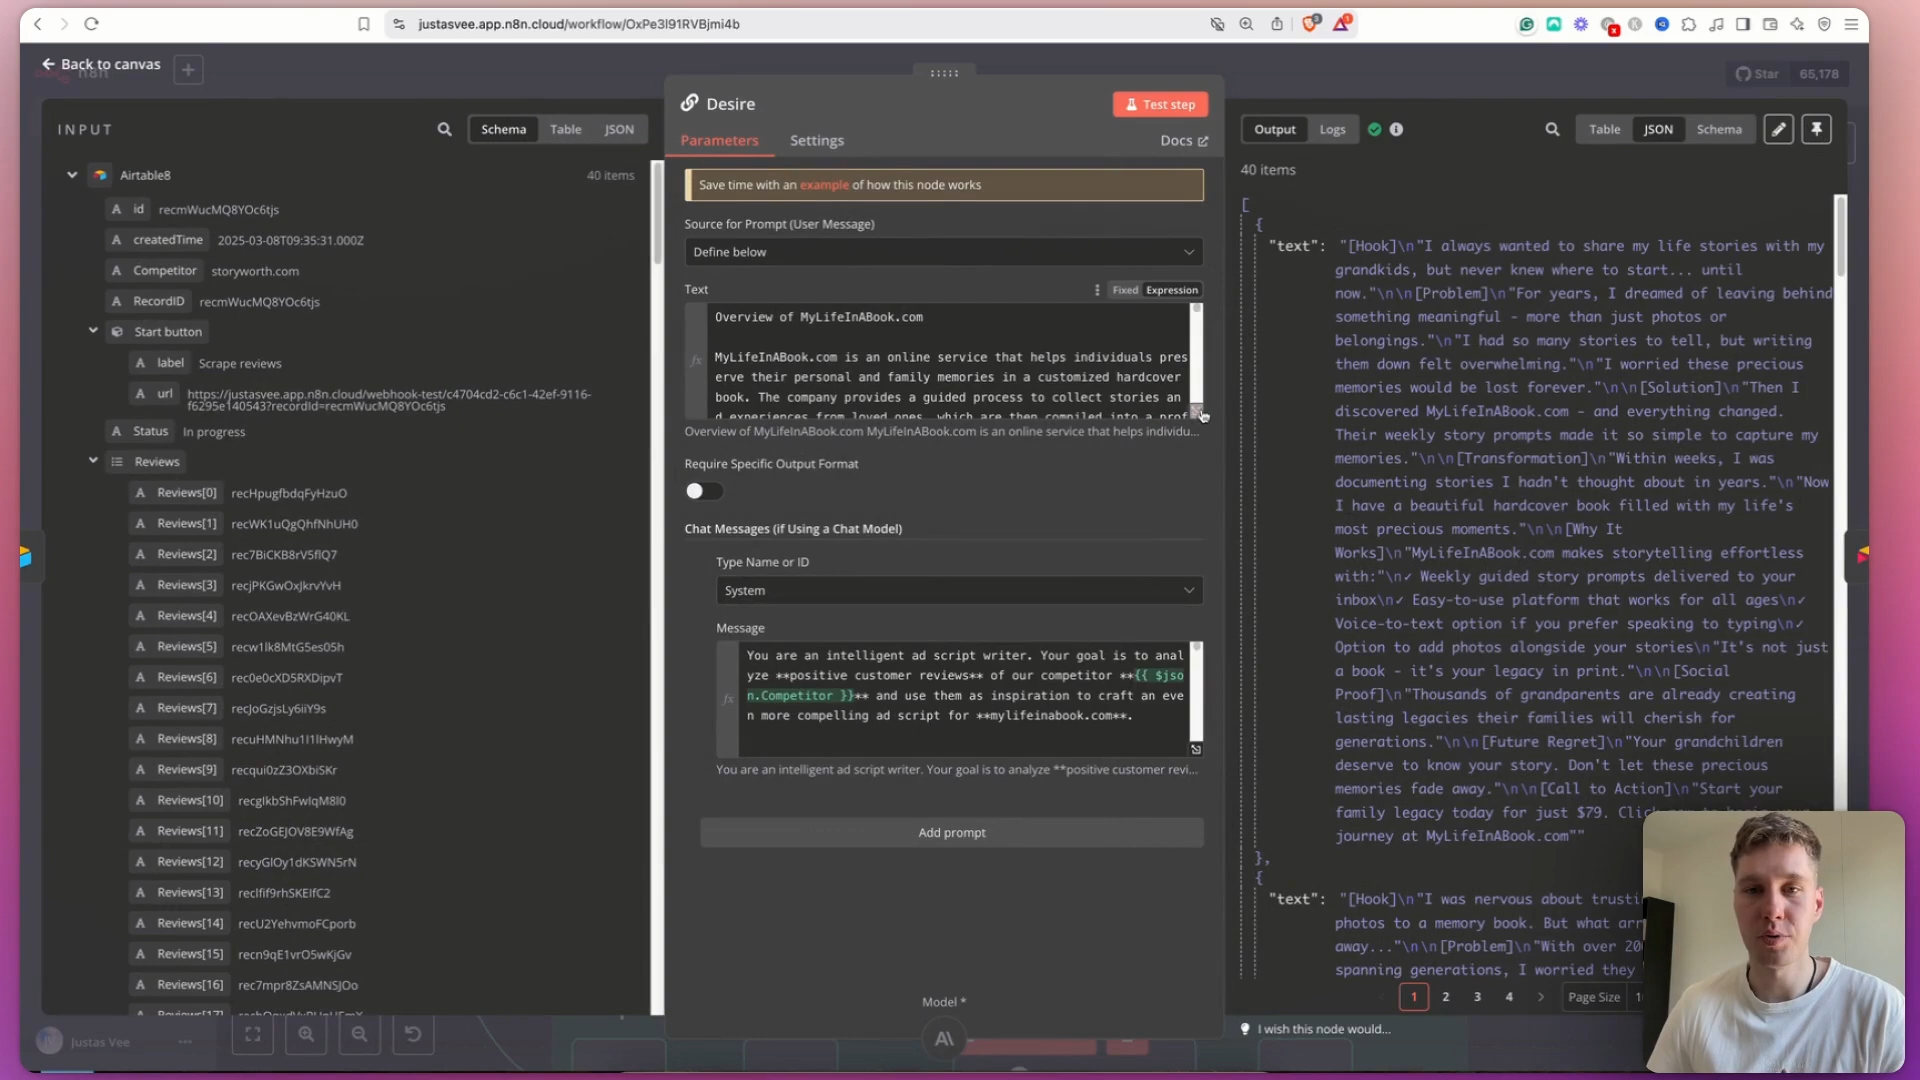 justasvee.app.n8n.cloud/workflow/OxPe3l91RVBjmi4b
Back to canvas
n8n
Star 65,178
INPUT
Schema
Table
JSON
Airtable8
40 items
A id recmWucMQ8YOc6tjs
A createdTime 2025-03-08T09:35:31.000Z
A Competitor storyworth.com
A RecordID recmWucMQ8YOc6tjs
Start button
A label Scrape reviews
A url https://justasvee.app.n8n.cloud/webhook-test/c4704cd2-c6c1-42ef-9116-
f6295e140543?recordId=recmWucMQ8YOc6tjs
A Status In progress
Reviews
A Reviews[0] recHpugfbdqFyHzuO
A Reviews[1] recWK1uQgQhfNhUH0
A Reviews[2] rec7BiCKB8rV5flQ7
A Reviews[3] recjPKGwOxJkrvYvH
A Reviews[4] recOAXevBzWrG40KL
A Reviews[5] recw1lk8MtG5es05h
A Reviews[6] rec0e0cXD5RXDipvT
A Reviews[7] recJoGzjsLy6iiY9s
A Reviews[8] recuHMNhu1I1lHwyM
A Reviews[9] recqui0zZ3OXbiSKr
A Reviews[10] recgIkbShFwIqM8I0
A Reviews[11] recZoGEJOV8E9WfAg
A Reviews[12] recyGlOy1dKSWN5rN
A Reviews[13] recIfif9rhSKEIfC2
A Reviews[14] recU2YehvmoFCporb
A Reviews[15] recn9qE1vrO5wKjGv
A Reviews[16] rec7mpr8ZsAMNSJOo
Justas Vee
Desire
Test step
Parameters
Settings
Docs
Save time with an example of how this node works
Source for Prompt (User Message)
Define below
Text
Fixed
Expression
fx
Overview of MyLifeInABook.com
MyLifeInABook.com is an online service that helps individuals pres
erve their personal and family memories in a customized hardcover
book. The company provides a guided process to collect stories an
d experiences from loved ones, which are then compiled into a prof
Overview of MyLifeInABook.com MyLifeInABook.com is an online service that helps individu...
Require Specific Output Format
Chat Messages (if Using a Chat Model)
Type Name or ID
System
Message
fx
You are an intelligent ad script writer. Your goal is to anal
yze **positive customer reviews** of our competitor **{{ $jso
n.Competitor }}** and use them as inspiration to craft an eve
n more compelling ad script for **mylifeinabook.com**.
You are an intelligent ad script writer. Your goal is to analyze **positive customer revi...
Add prompt
Model *
Output
Logs
Table
JSON
Schema
40 items
[
{
"text": "[Hook]\n"I always wanted to share my life stories with my
grandkids, but never knew where to start... until
now."\n\n[Problem]\n"For years, I dreamed of leaving behind
something meaningful - more than just photos or
belongings."\n"I had so many stories to tell, but writing
them down felt overwhelming."\n"I worried these precious
memories would be lost forever."\n\n[Solution]\n"Then I
discovered MyLifeInABook.com - and everything changed.
Their weekly story prompts made it so simple to capture my
memories."\n\n[Transformation]\n"Within weeks, I was
documenting stories I hadn't thought about in years."\n"Now
I have a beautiful hardcover book filled with my life's
most precious moments."\n\n[Why It
Works]\n"MyLifeInABook.com makes storytelling effortless
with:"\n✓ Weekly guided story prompts delivered to your
inbox\n✓ Easy-to-use platform that works for all ages\n✓
Voice-to-text option if you prefer speaking to typing\n✓
Option to add photos alongside your stories\n"It's not just
a book - it's your legacy in print."\n\n[Social
Proof]\n"Thousands of grandparents are already creating
lasting legacies their families will cherish for
generations."\n\n[Future Regret]\n"Your grandchildren
deserve to know your story. Don't let these precious
memories fade away."\n\n[Call to Action]\n"Start your
family legacy today for just $79. Click
journey at MyLifeInABook.com""
},
{
"text": "[Hook]\n"I was nervous about
photos to a memory book. But what
away..."\n\n[Problem]\n"With over
spanning generations, I worried they
1 2 3 4
Page Size
I wish this node would...